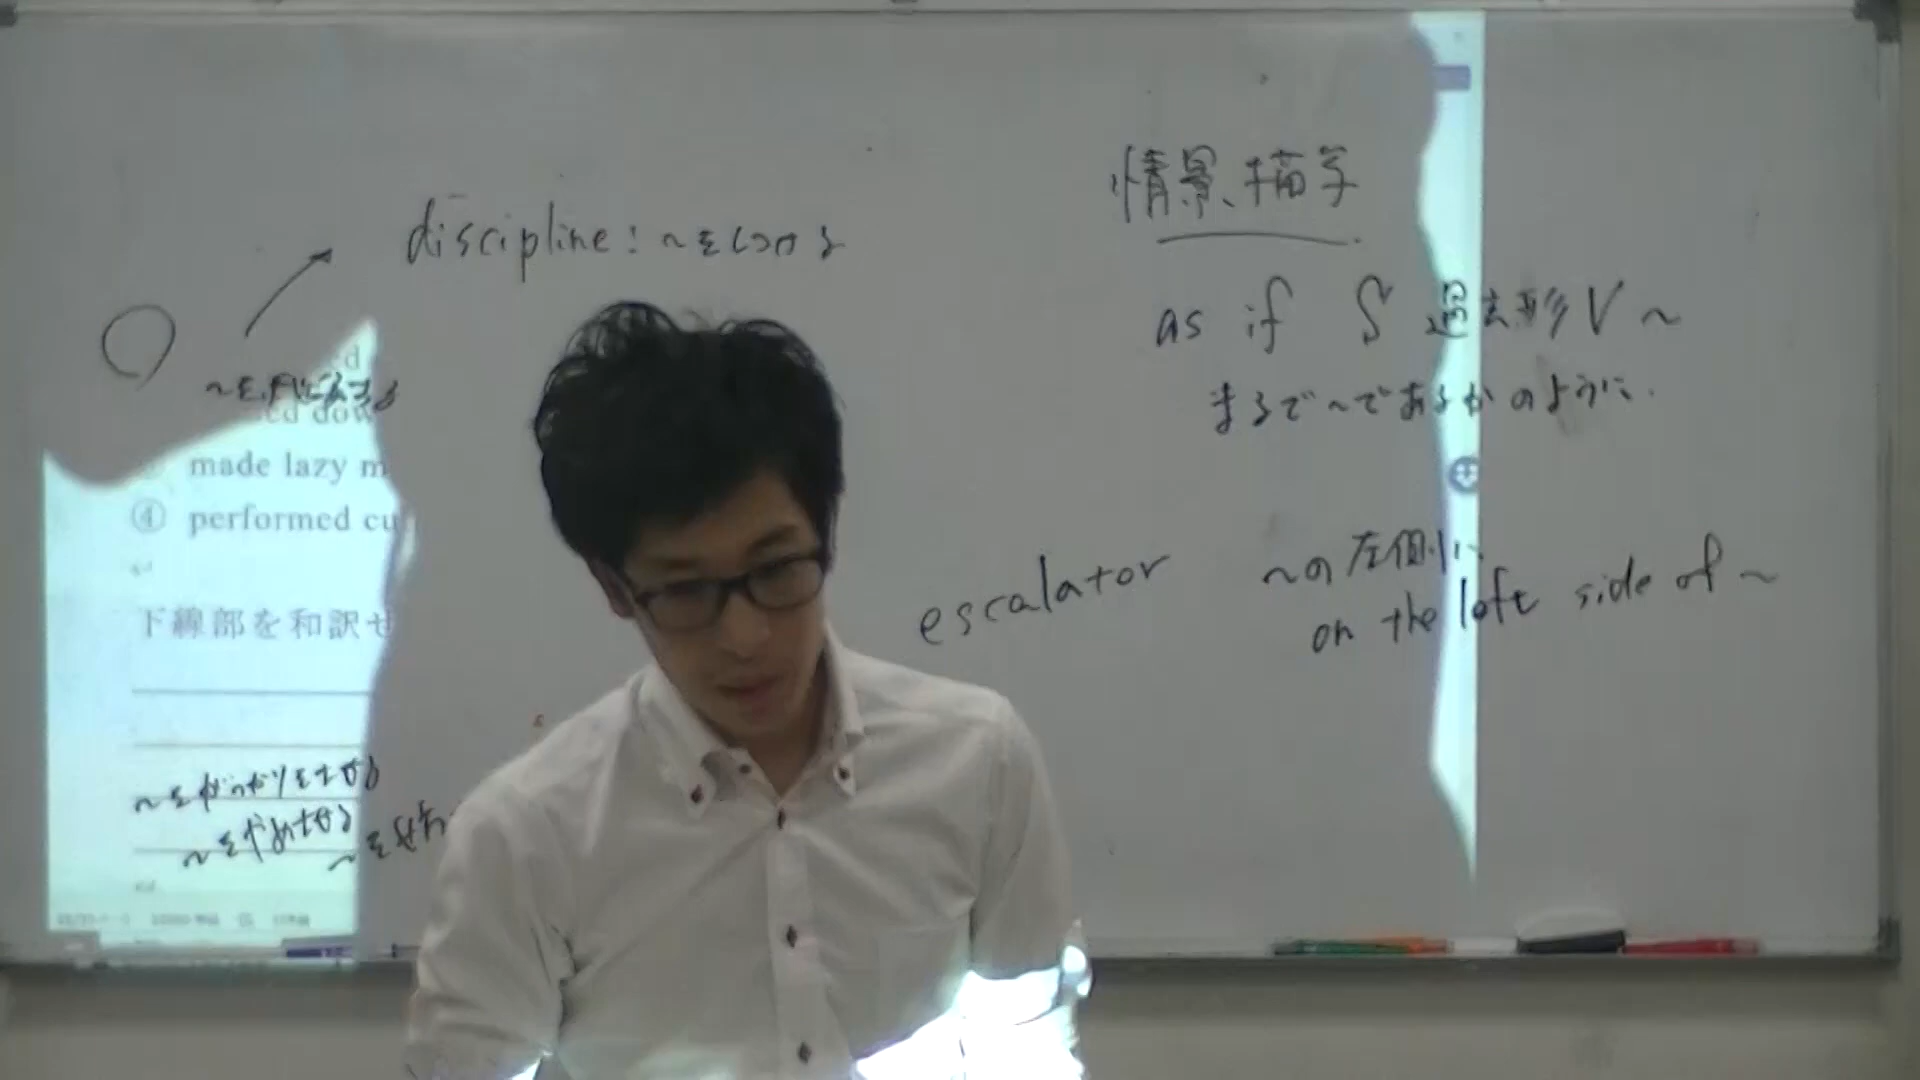 discipline: ~をしつける
made lazy m
④ performed cu
下線部を和訳せ
~をがっかりさせる
~をやめさせる
情景描写
as if S 過去形V ~
まるで~であるかのように.
escalator
~の左側に
on the left side of ~